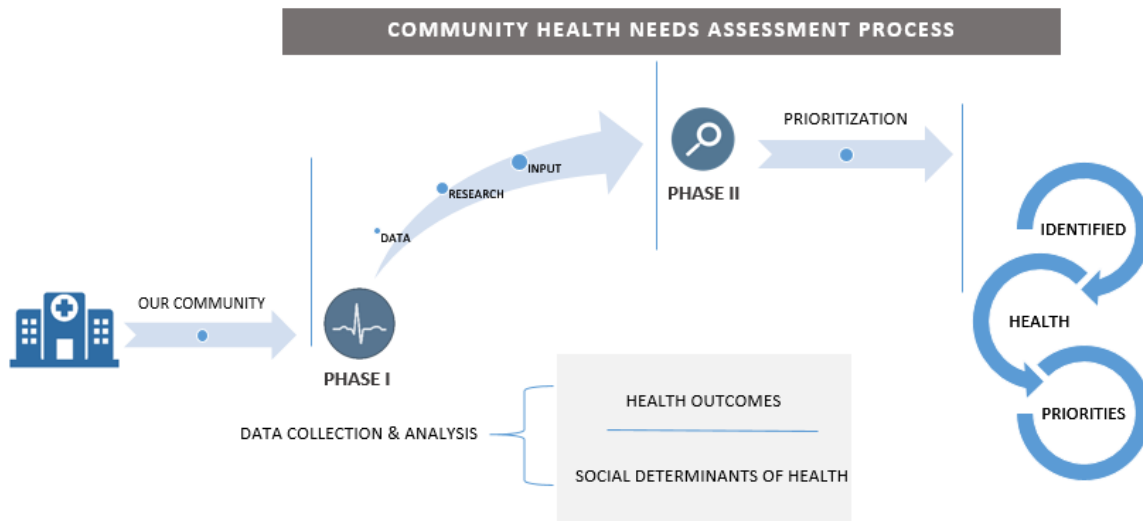 COMMUNITY HEALTH NEEDS ASSESSMENT PROCESS
OUR COMMUNITY
PHASE I
DATA
RESEARCH
INPUT
PHASE II
PRIORITIZATION
IDENTIFIED
HEALTH
PRIORITIES
DATA COLLECTION & ANALYSIS
HEALTH OUTCOMES
SOCIAL DETERMINANTS OF HEALTH